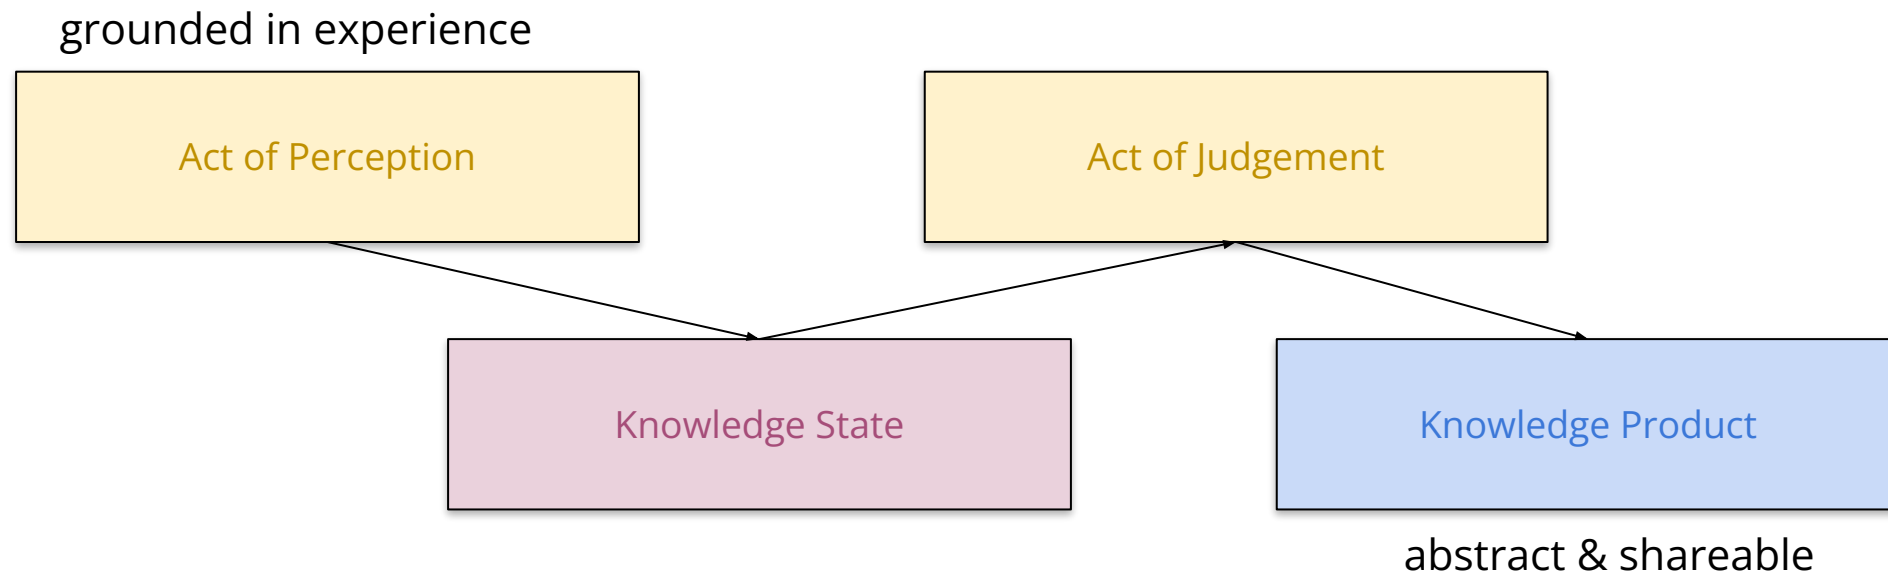 grounded in experience
Act of Perception
Act of Judgement
Knowledge State
Knowledge Product
abstract & shareable